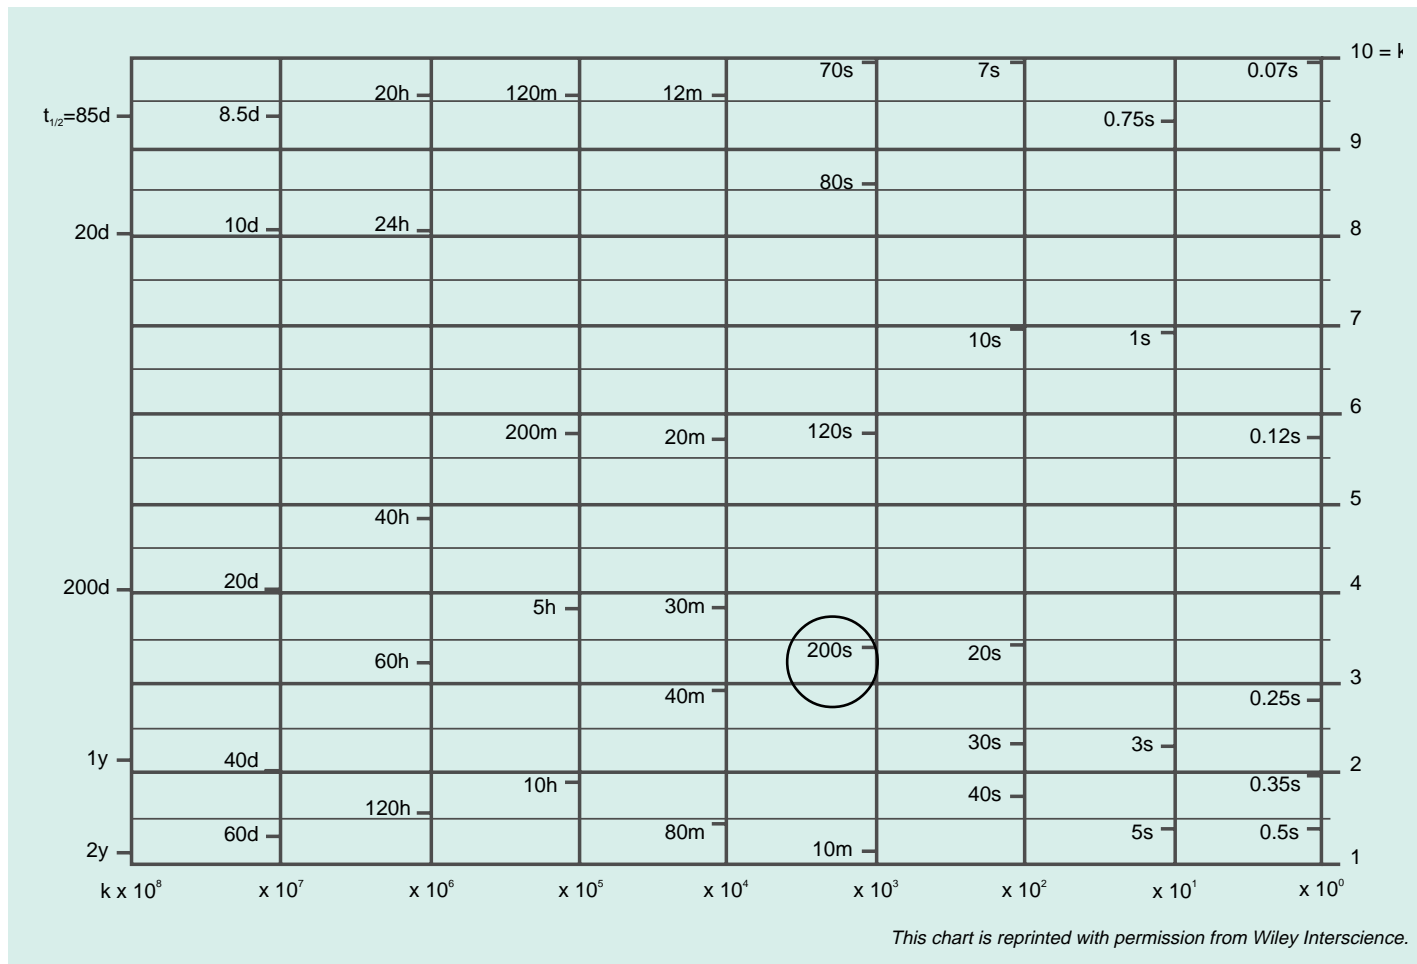 10 = k
70s 7s 0.07s
20h 120m 12m
t1/2=85d 8.5d 0.75s
9
80s
20d 10d 24h 8
7
10s 1s
6
200m 20m 120s 0.12s
5
40h
200d 20d 4
5h 30m
200s 20s
60h
3
40m 0.25s
30s 3s
1y 40d 2
10h 40s 0.35s
120h
60d 80m 5s 0.5s
2y 10m 1
k x 10⁸ x 10⁷ x 10⁶ x 10⁵ x 10⁴ x 10³ x 10² x 10¹ x 10⁰
This chart is reprinted with permission from Wiley Interscience.